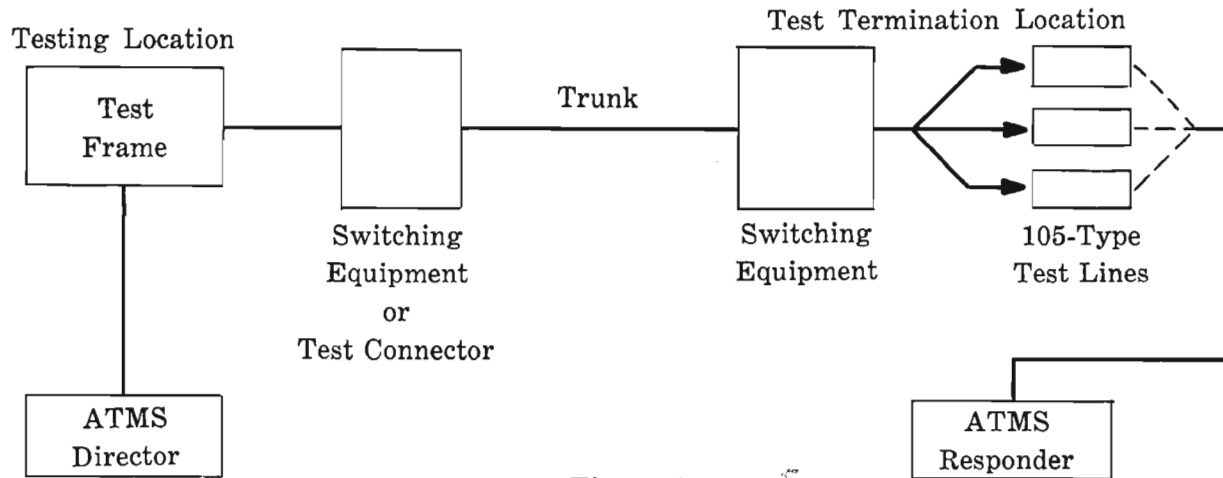 Testing Location
Test Termination Location
Test
Frame
Trunk
Switching
Equipment
or
Test Connector
Switching
Equipment
105-Type
Test Lines
ATMS
Director
ATMS
Responder